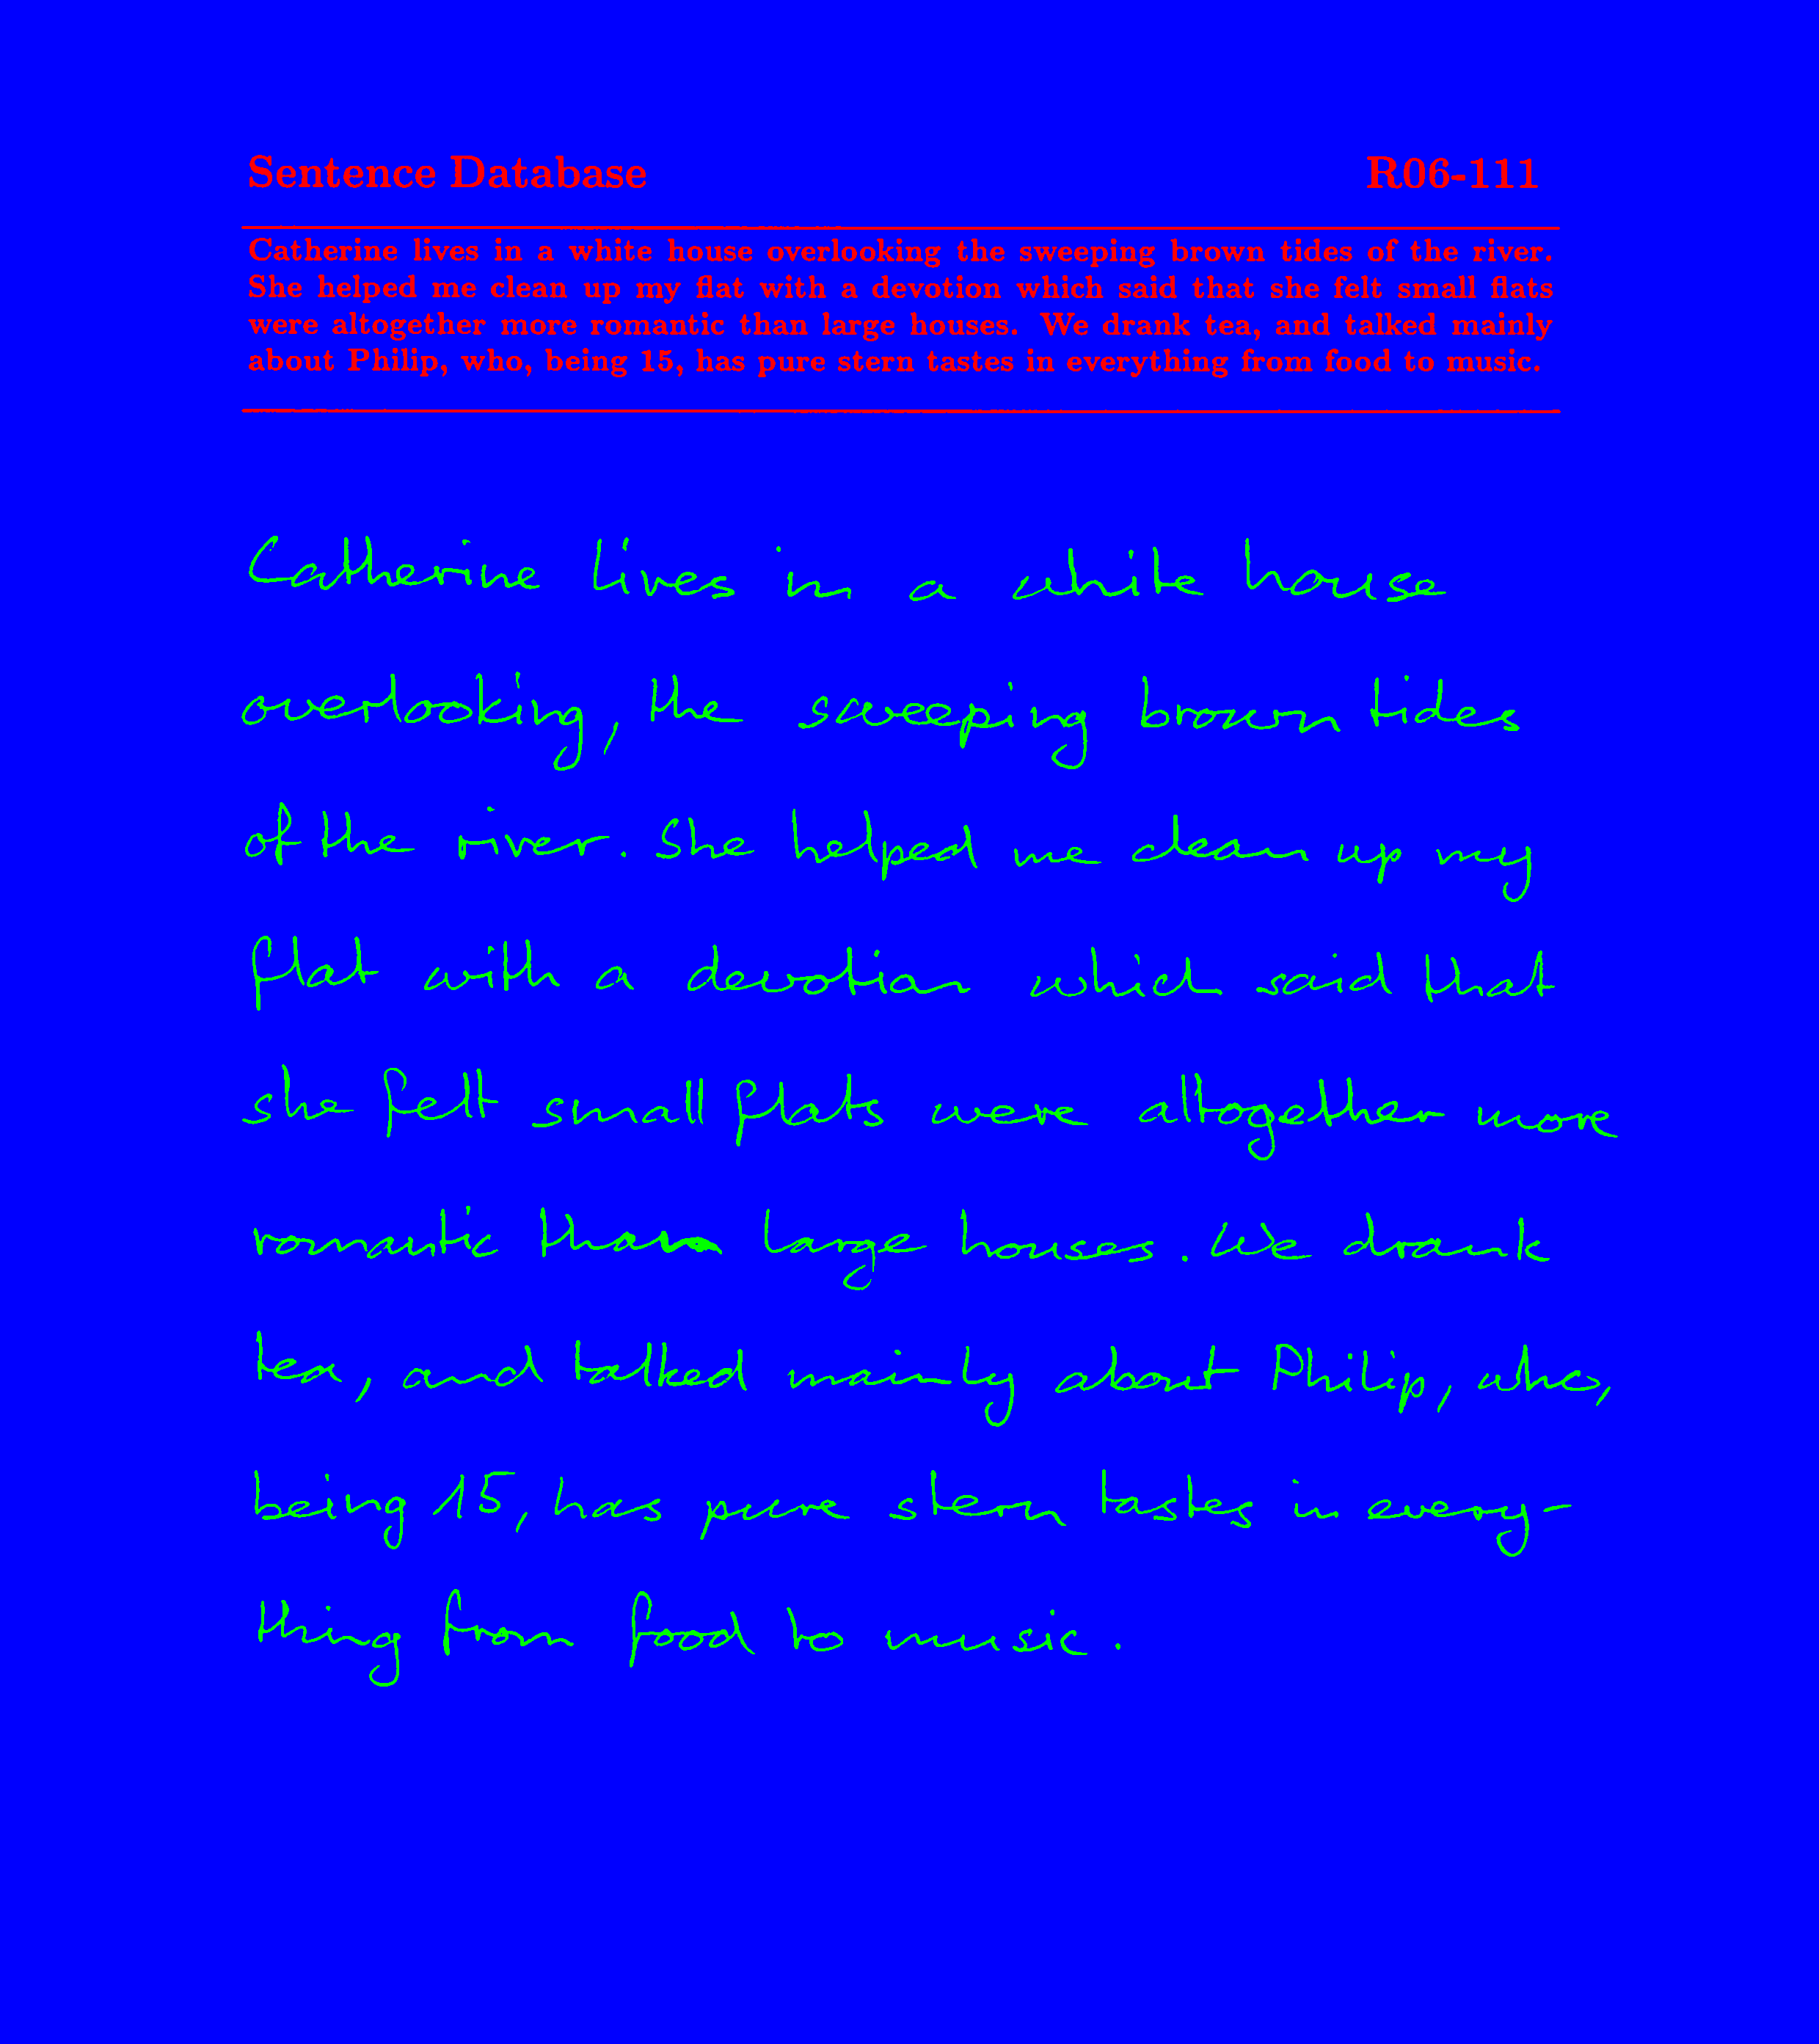 Sentence Database R06-111
Catherine lives in a white house overlooking the sweeping brown tides of the river.
She helped me clean up my flat with a devotion which said that she felt small flats
were altogether more romantic than large houses. We drank tea, and talked mainly
about Philip, who, being 15, has pure stern tastes in everything from food to music.
Catherine lives in a white house
overlooking, the sweeping brown tides
of the river. She helped me clean up my
flat with a devotion which said that
she felt small flats were altogether more
romantic than large houses. We drank
tea, and talked mainly about Philip, who,
being 15, has pure stern tastes in every-
thing from food to music.